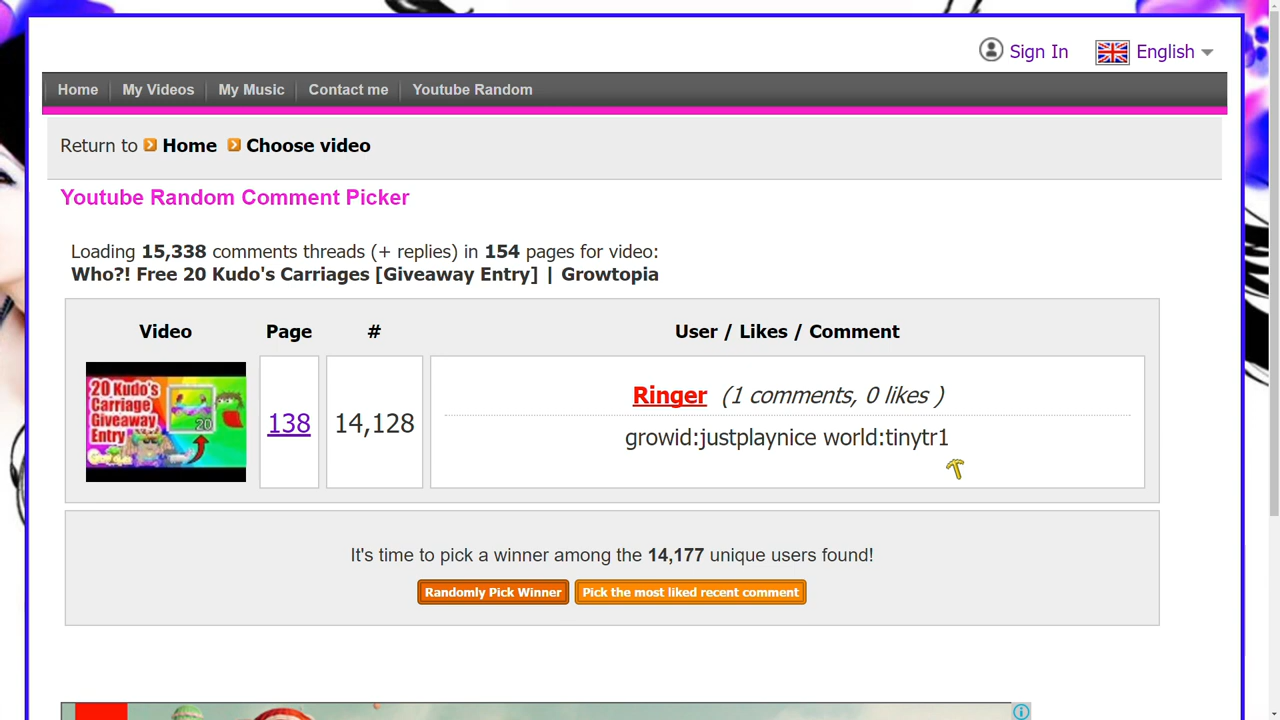 Sign In
English
Home
My Videos
My Music
Contact me
Youtube Random
Return to Home Choose video
Youtube Random Comment Picker
Loading 15,338 comments threads (+ replies) in 154 pages for video:
Who?! Free 20 Kudo's Carriages [Giveaway Entry] | Growtopia
Video Page # User / Likes / Comment
20 Kudo's
Carriage
Giveaway
Entry
20
138
14,128
Ringer (1 comments, 0 likes )
growid:justplaynice world:tinytr1
It's time to pick a winner among the 14,177 unique users found!
Randomly Pick Winner
Pick the most liked recent comment